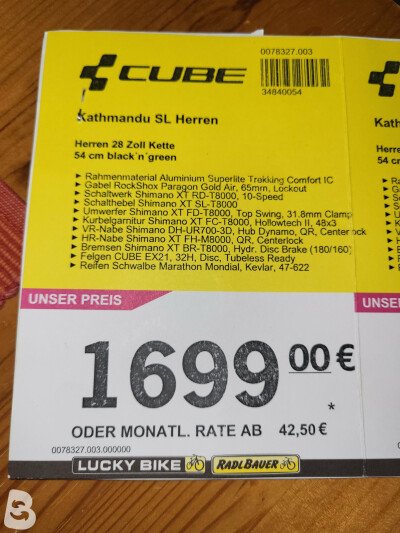 0078327.003
CUBE
34840054
Kathmandu SL Herren
Herren 28 Zoll Kette
54 cm black´n´green
Rahmenmaterial Aluminium Superlite Trekking Comfort IC
Gabel RockShox Paragon Gold Air, 65mm, Lockout
Schaltwerk Shimano XT RD-T8000, 10-Speed
Schalthebel Shimano XT SL-T8000
Umwerfer Shimano XT FD-T8000, Top Swing, 31.8mm Clamp
Kurbelgarnitur Shimano XT FC-T8000, Hollowtech II, 48x3
VR-Nabe Shimano DH-UR700-3D, Hub Dynamo, QR, Centerlock
HR-Nabe Shimano XT FH-M8000, QR, Centerlock
Bremsen Shimano XT BR-T8000, Hydr. Disc Brake (180/160)
Felgen CUBE EX21, 32H, Disc, Tubeless Ready
Reifen Schwalbe Marathon Mondial, Kevlar, 47-622
UNSER PREIS
1699 00 €
*
ODER MONATL. RATE AB 42,50 €
0078327.003.000000
LUCKY BIKE RADLBAUER
Kath
Herren
54 cm
UNSE